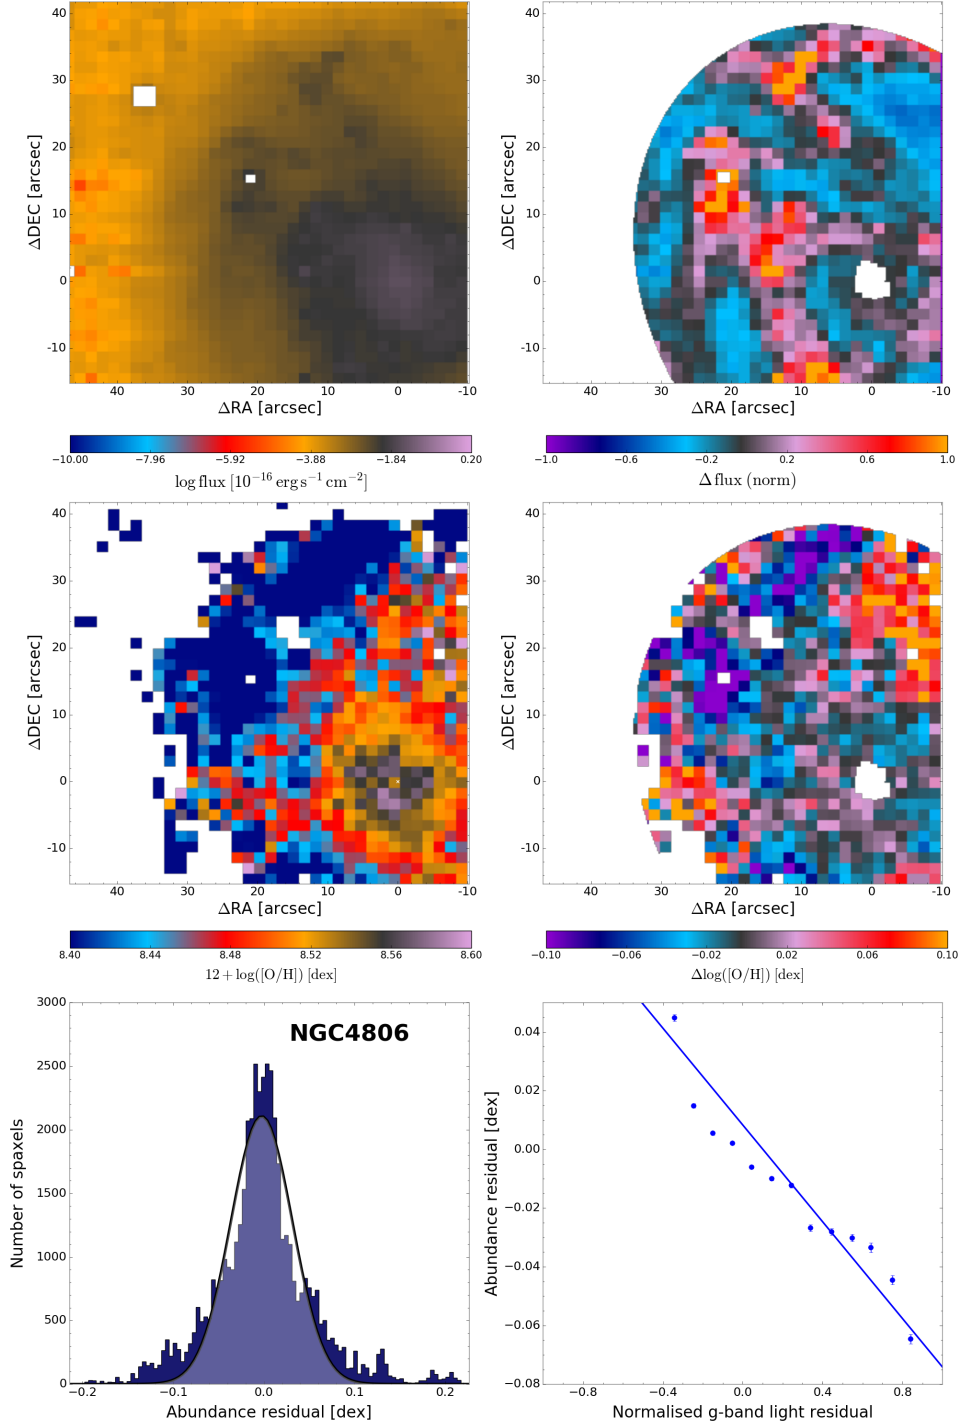 40
30
20
10
0
-10
ΔDEC [arcsec]
40 30 20 10 0 -10
ΔRA [arcsec]
40
30
20
10
0
-10
ΔDEC [arcsec]
40 30 20 10 0 -10
ΔRA [arcsec]
−10.00 −7.96 −5.92 −3.88 −1.84 0.20
log flux [10⁻¹⁶ erg s⁻¹ cm⁻²]
−1.0 −0.6 −0.2 0.2 0.6 1.0
Δ flux (norm)
40
30
20
10
0
-10
ΔDEC [arcsec]
40 30 20 10 0 -10
ΔRA [arcsec]
40
30
20
10
0
-10
ΔDEC [arcsec]
40 30 20 10 0 -10
ΔRA [arcsec]
8.40 8.44 8.48 8.52 8.56 8.60
12 + log([O/H]) [dex]
−0.10 −0.06 −0.02 0.02 0.06 0.10
Δlog([O/H]) [dex]
NGC4806
3000
2500
2000
1500
1000
500
0
Number of spaxels
−0.2 −0.1 0.0 0.1 0.2
Abundance residual [dex]
0.04
0.02
0.00
−0.02
−0.04
−0.06
−0.08
Abundance residual [dex]
−0.8 −0.4 0.0 0.4 0.8
Normalised g-band light residual